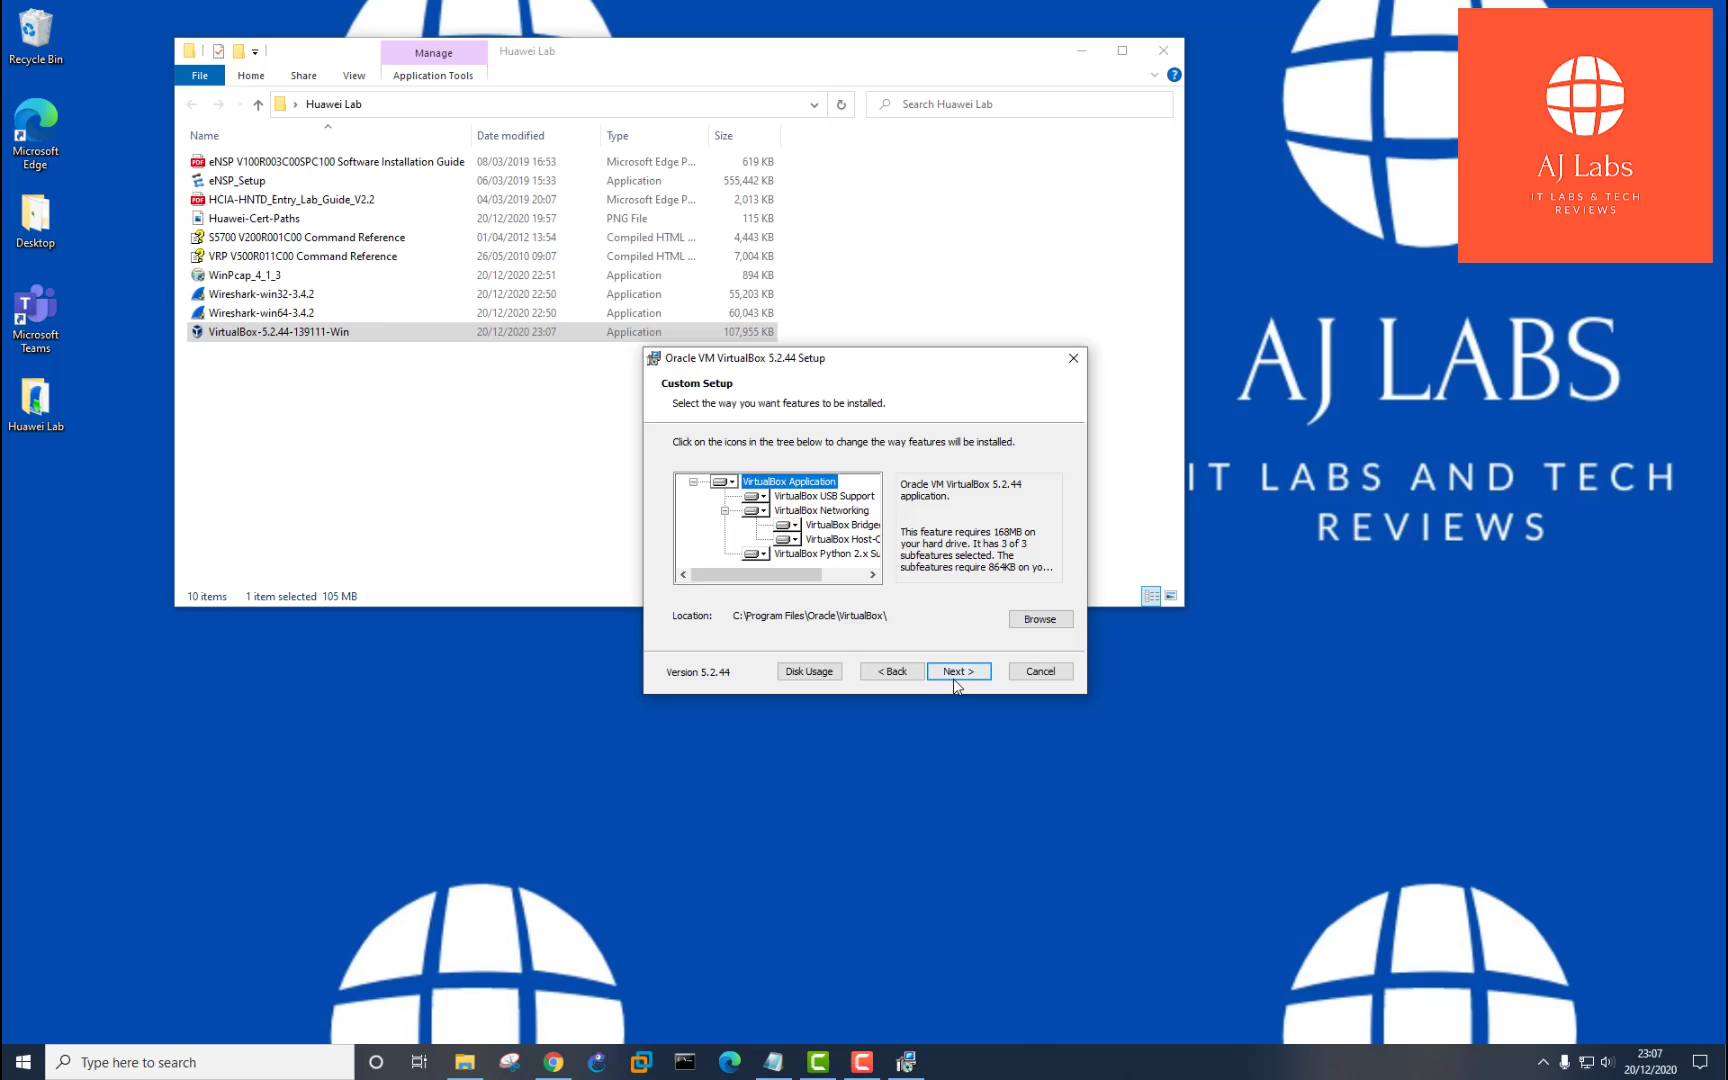 Recycle Bin
Microsoft
Edge
Desktop
Microsoft
Teams
Huawei Lab
Manage
Huawei Lab
File
Home
Share
View
Application Tools
Huawei Lab
Search Huawei Lab
Name
Date modified
Type
Size
eNSP V100R003C00SPC100 Software Installation Guide
08/03/2019 16:53
Microsoft Edge P...
619 KB
eNSP_Setup
06/03/2019 15:33
Application
555,442 KB
HCIA-HNTD_Entry_Lab_Guide_V2.2
04/03/2019 20:07
Microsoft Edge P...
2,013 KB
Huawei-Cert-Paths
20/12/2020 19:57
PNG File
115 KB
S5700 V200R001C00 Command Reference
01/04/2012 13:54
Compiled HTML ...
4,443 KB
VRP V500R011C00 Command Reference
26/05/2010 09:07
Compiled HTML ...
7,004 KB
WinPcap_4_1_3
20/12/2020 22:51
Application
894 KB
Wireshark-win32-3.4.2
20/12/2020 22:50
Application
55,203 KB
Wireshark-win64-3.4.2
20/12/2020 22:50
Application
60,043 KB
VirtualBox-5.2.44-139111-Win
20/12/2020 23:07
Application
107,955 KB
10 items
1 item selected 105 MB
Oracle VM VirtualBox 5.2.44 Setup
Custom Setup
Select the way you want features to be installed.
Click on the icons in the tree below to change the way features will be installed.
VirtualBox Application
VirtualBox USB Support
VirtualBox Networking
VirtualBox Bridge
VirtualBox Host-C
VirtualBox Python 2.x Su
Oracle VM VirtualBox 5.2.44
application.
This feature requires 168MB on
your hard drive. It has 3 of 3
subfeatures selected. The
subfeatures require 864KB on yo...
Location:
C:\Program Files\Oracle\VirtualBox\
Browse
Version 5.2.44
Disk Usage
< Back
Next >
Cancel
AJ Labs
IT LABS & TECH
REVIEWS
AJ LABS
IT LABS AND TECH
REVIEWS
Type here to search
23:07
20/12/2020